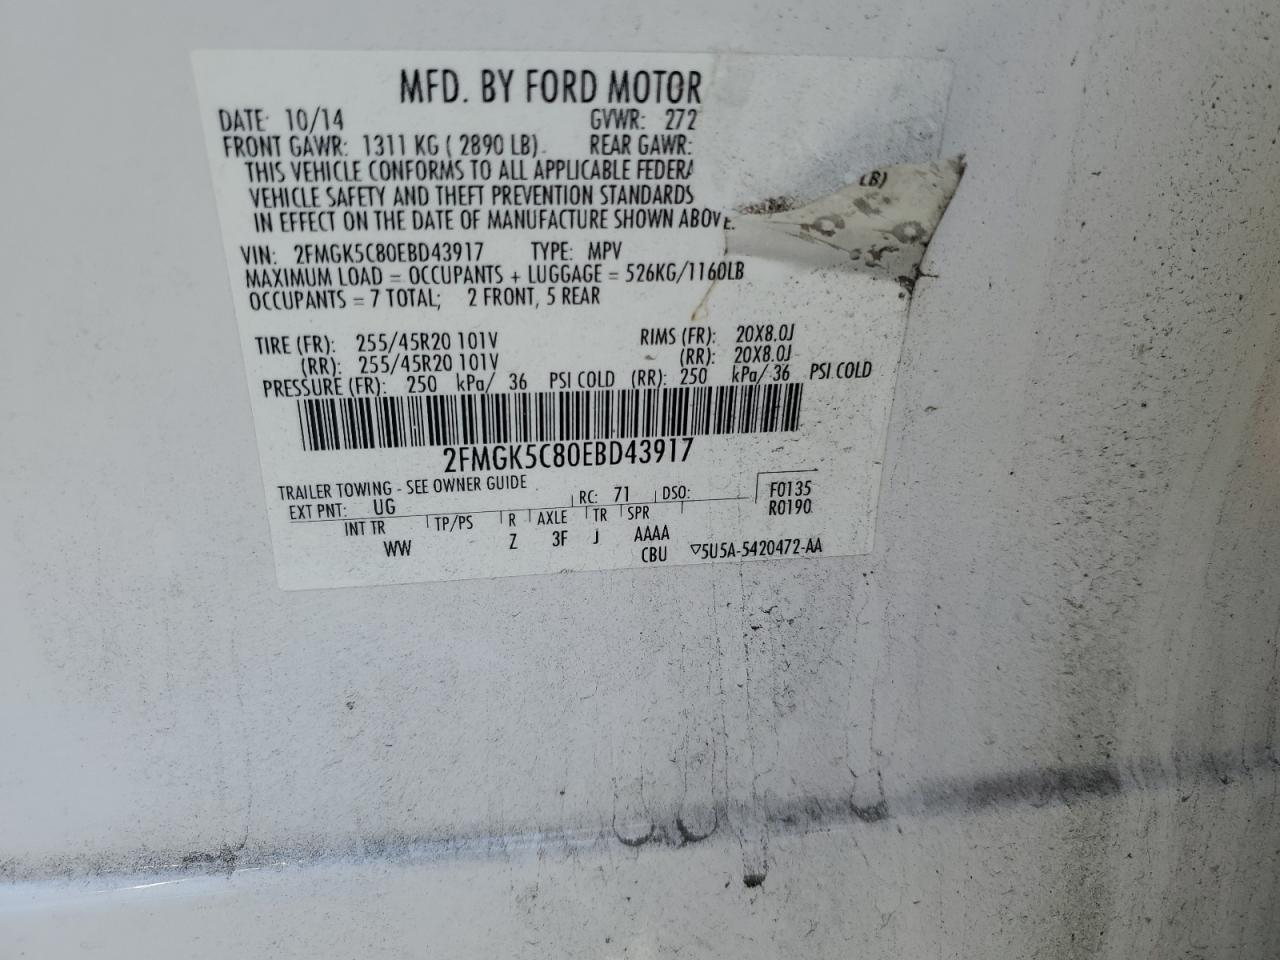 MFD. BY FORD MOTOR
DATE: 10/14 GVWR: 272
FRONT GAWR: 1311 KG ( 2890 LB) REAR GAWR:
LB)
THIS VEHICLE CONFORMS TO ALL APPLICABLE FEDERA
VEHICLE SAFETY AND THEFT PREVENTION STANDARDS
IN EFFECT ON THE DATE OF MANUFACTURE SHOWN ABOVE.
VIN: 2FMGK5C80EBD43917 TYPE: MPV
MAXIMUM LOAD = OCCUPANTS + LUGGAGE = 526KG/1160LB
OCCUPANTS = 7 TOTAL; 2 FRONT, 5 REAR
TIRE (FR): 255/45R20 101V RIMS (FR): 20X8.0J
(RR): 255/45R20 101V (RR): 20X8.0J
PRESSURE (FR): 250 kPa/ 36 PSI COLD (RR): 250 kPa/ 36 PSI COLD
2FMGK5C80EBD43917
TRAILER TOWING - SEE OWNER GUIDE
EXT PNT: UG RC: 71 DSO: F0135
R0190
INT TR TP/PS R AXLE TR SPR
WW Z 3F J AAAA
CBU ▽5U5A-5420472-AA